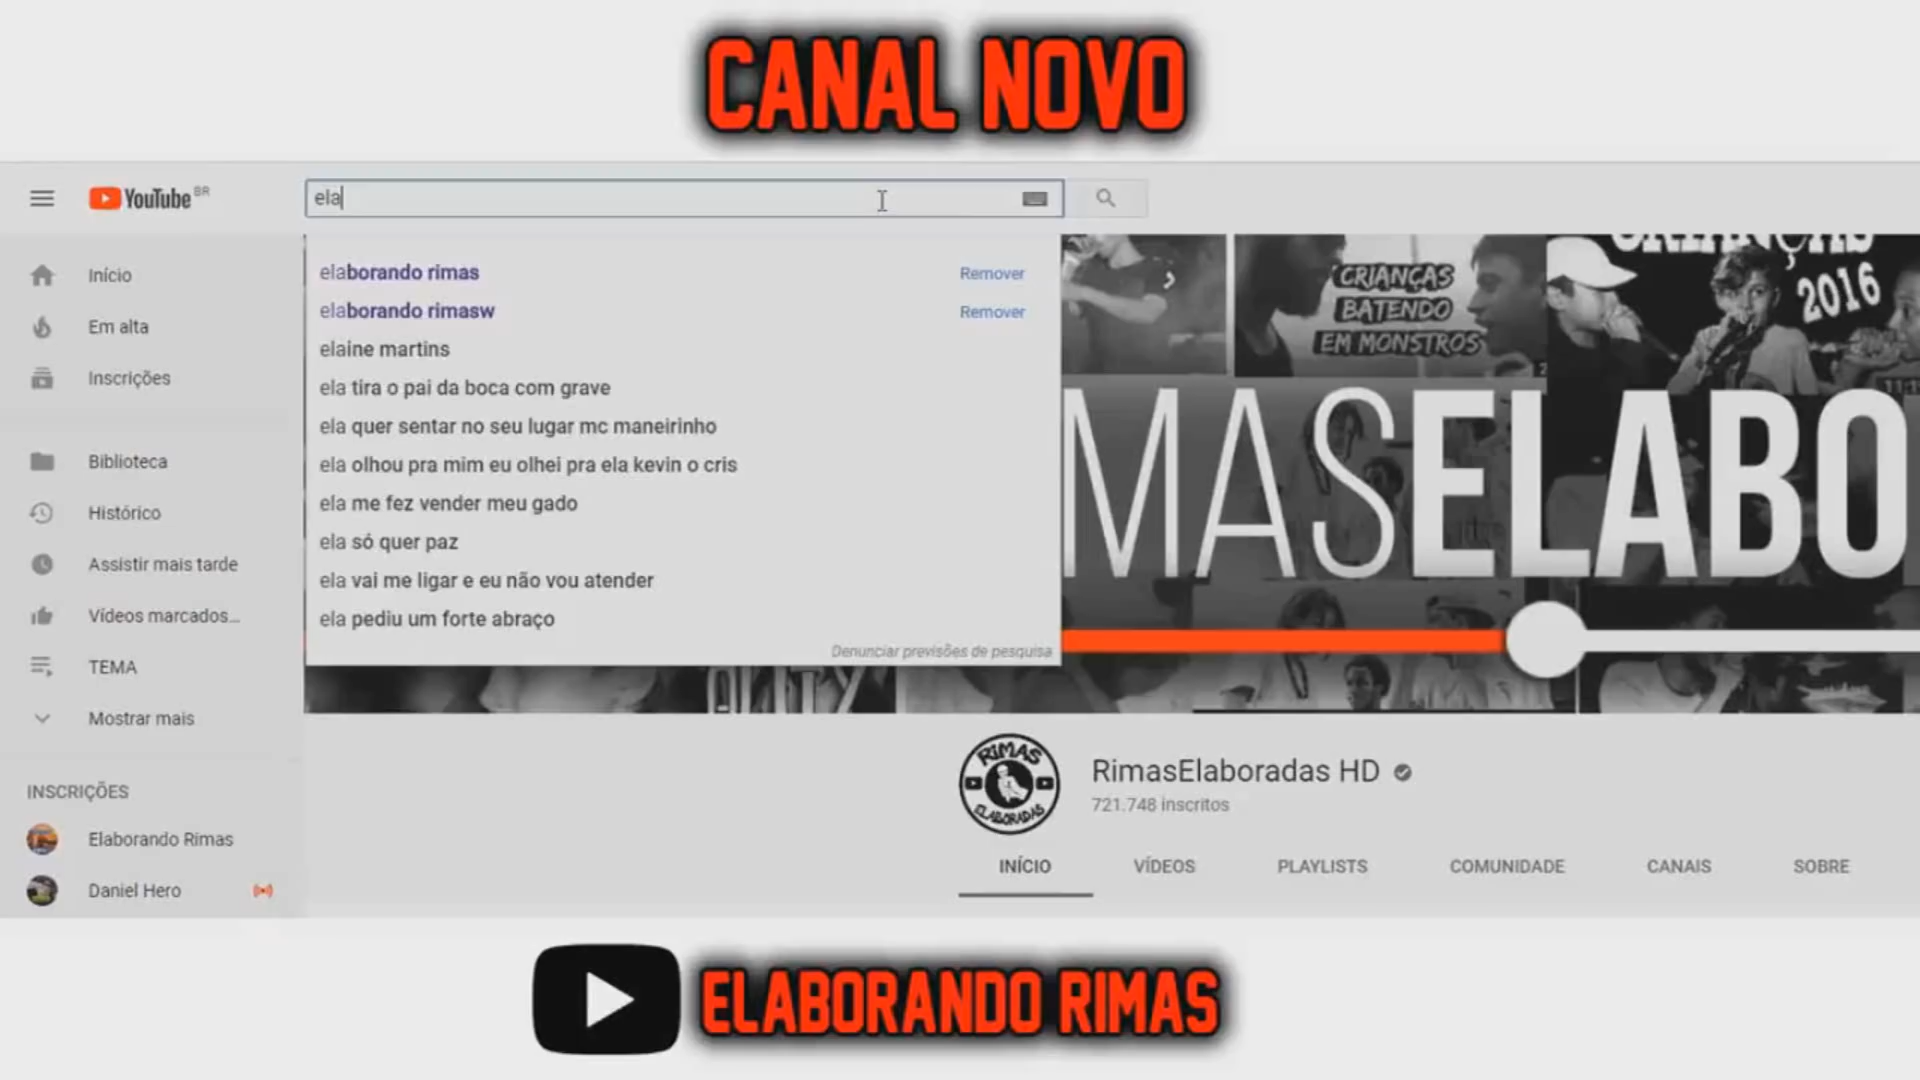 CANAL NOVO
YouTube BR
ela
Início
Em alta
Inscrições
Biblioteca
Histórico
Assistir mais tarde
Vídeos marcados...
TEMA
Mostrar mais
INSCRIÇÕES
Elaborando Rimas
Daniel Hero
elaborando rimas Remover
elaborando rimasw Remover
elaine martins
ela tira o pai da boca com grave
ela quer sentar no seu lugar mc maneirinho
ela olhou pra mim eu olhei pra ela kevin o cris
ela me fez vender meu gado
ela só quer paz
ela vai me ligar e eu não vou atender
ela pediu um forte abraço
Denunciar previsões de pesquisa
CRIANÇAS
BATENDO
EM MONSTROS
CRIANÇAS
2016
MASELABO
RIMAS
ELABORADAS
RimasElaboradas HD
721.748 inscritos
INÍCIO VÍDEOS PLAYLISTS COMUNIDADE CANAIS SOBRE
ELABORANDO RIMAS